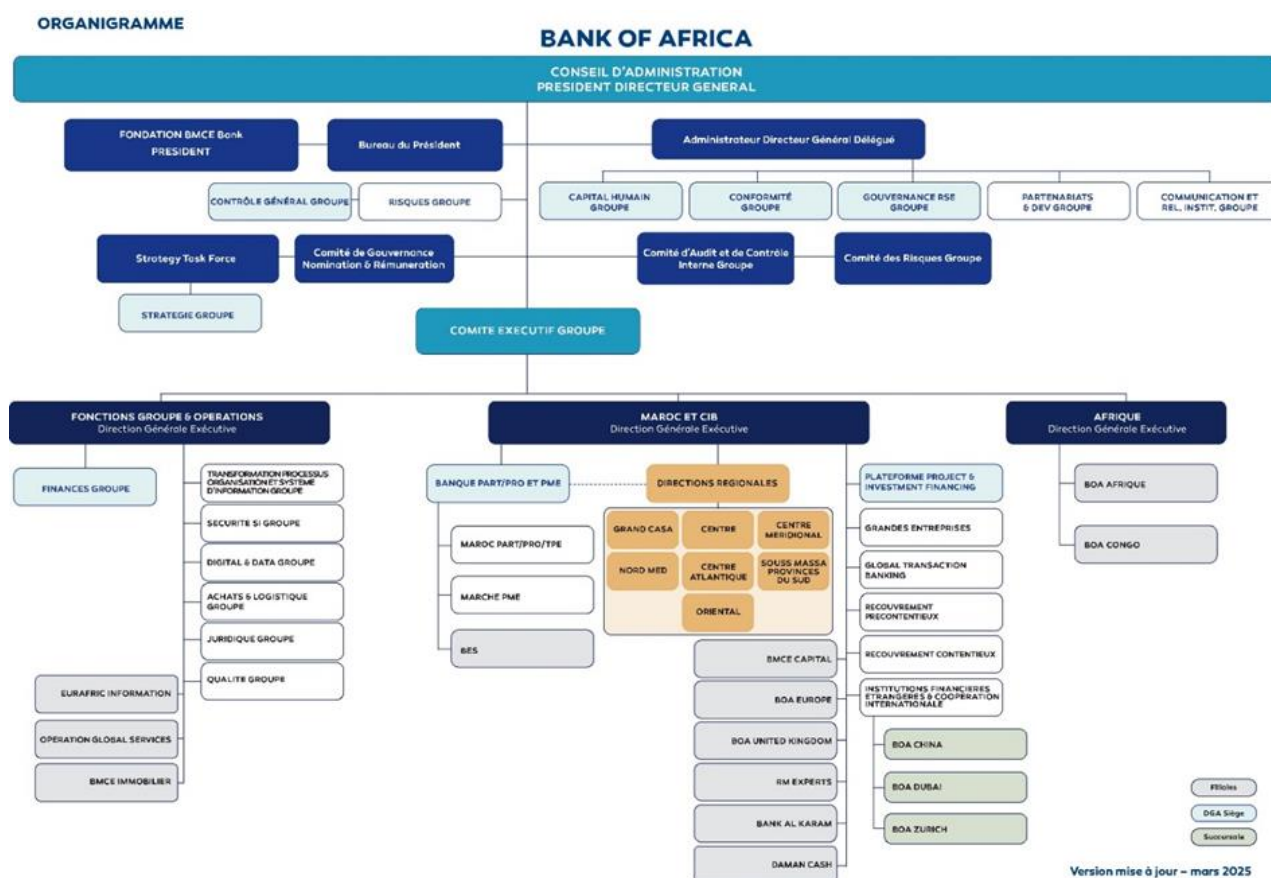 ORGANIGRAMME
BANK OF AFRICA
CONSEIL D'ADMINISTRATION
PRESIDENT DIRECTEUR GENERAL
FONDATION BMCE Bank
PRESIDENT
Bureau du Président
Administrateur Directeur Général Délégué
CONTRÔLE GÉNÉRAL GROUPE
RISQUES GROUPE
CAPITAL HUMAIN
GROUPE
CONFORMITÉ
GROUPE
GOUVERNANCE RSE
GROUPE
PARTENARIATS
& DEV GROUPE
COMMUNICATION ET
REL. INSTIT. GROUPE
Strategy Task Force
Comité de Gouvernance
Nomination & Rémuneration
Comité d'Audit et de Contrôle
Interne Groupe
Comité des Risques Groupe
STRATEGIE GROUPE
COMITE EXECUTIF GROUPE
FONCTIONS GROUPE & OPERATIONS
Direction Générale Exécutive
MAROC ET CIB
Direction Générale Exécutive
AFRIQUE
Direction Générale Exécutive
FINANCES GROUPE
TRANSFORMATION PROCESSUS
ORGANISATION ET SYSTÈME
D'INFORMATION GROUPE
SECURITE SI GROUPE
DIGITAL & DATA GROUPE
ACHATS & LOGISTIQUE
GROUPE
JURIDIQUE GROUPE
QUALITE GROUPE
EURAFRIC INFORMATION
OPERATION GLOBAL SERVICES
BMCE IMMOBILIER
BANQUE PART/PRO ET PME
MAROC PART/PRO/TPE
MARCHE PME
BES
DIRECTIONS REGIONALES
GRAND CASA
CENTRE
CENTRE
MERIDIONAL
NORD MED
CENTRE
ATLANTIQUE
SOUSS MASSA
PROVINCES
DU SUD
ORIENTAL
BMCE CAPITAL
BOA EUROPE
BOA UNITED KINGDOM
RM EXPERTS
BANK AL KARAM
DAMAN CASH
PLATEFORME PROJECT &
INVESTMENT FINANCING
GRANDES ENTREPRISES
GLOBAL TRANSACTION
BANKING
RECOUVREMENT
PRECONTENTIEUX
RECOUVREMENT CONTENTIEUX
INSTITUTIONS FINANCIERES
ETRANGERES & COOPERATION
INTERNATIONALE
BOA CHINA
BOA DUBAI
BOA ZURICH
BOA AFRIQUE
BOA CONGO
Filiales
DGA Siège
Succursale
Version mise à jour – mars 2025